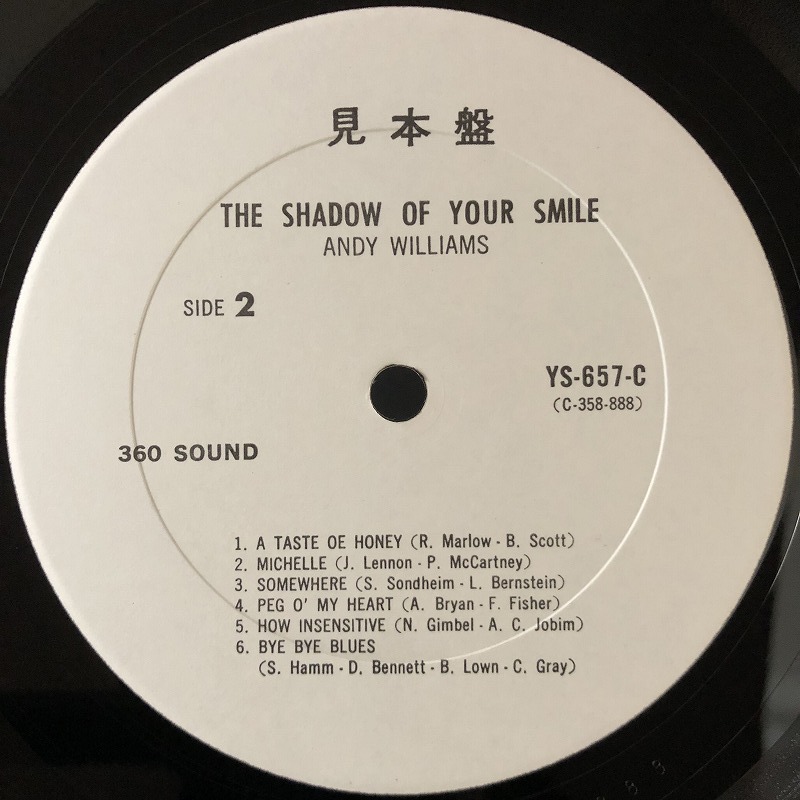 見本盤
THE SHADOW OF YOUR SMILE
ANDY WILLIAMS
SIDE 2
YS-657-C
(C-358-888)
360 SOUND
1. A TASTE OE HONEY (R. Marlow - B. Scott)
2. MICHELLE (J. Lennon - P. McCartney)
3. SOMEWHERE (S. Sondheim - L. Bernstein)
4. PEG O' MY HEART (A. Bryan - F. Fisher)
5. HOW INSENSITIVE (N. Gimbel - A. C. Jobim)
6. BYE BYE BLUES
(S. Hamm - D. Bennett - B. Lown - C. Gray)